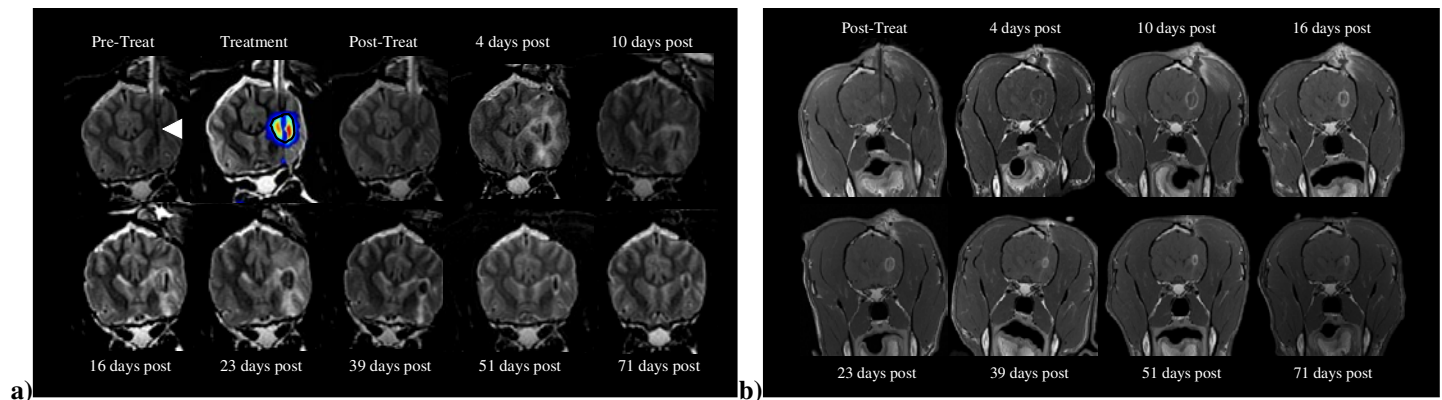 Pre-Treat Treatment Post-Treat 4 days post 10 days post
16 days post 23 days post 39 days post 51 days post 71 days post
a)
Post-Treat 4 days post 10 days post 16 days post
23 days post 39 days post 51 days post 71 days post
b)